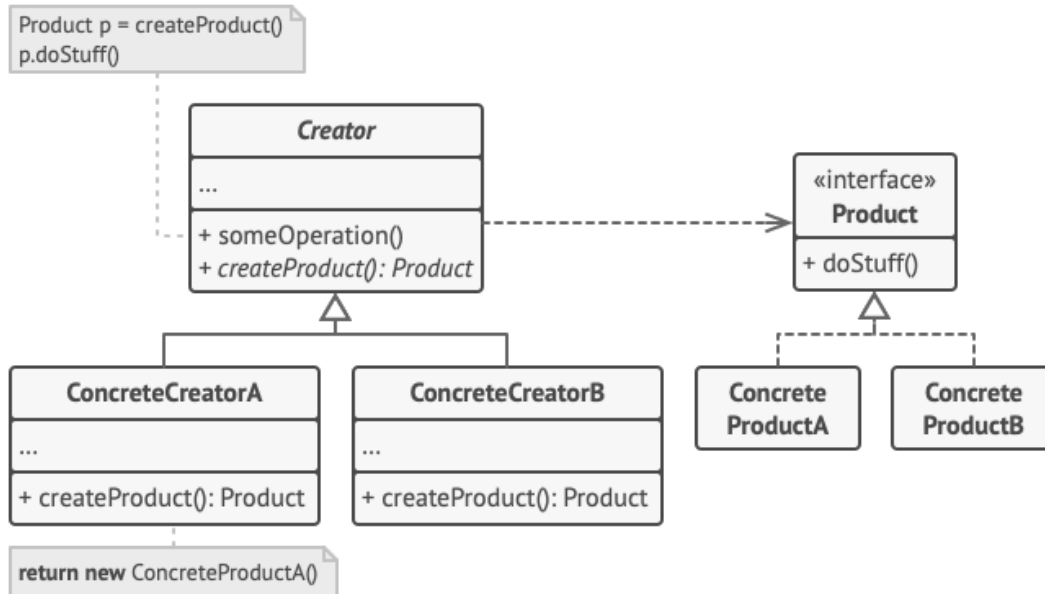 Product p = createProduct()
p.doStuff()
Creator
...
+ someOperation()
+ createProduct(): Product
«interface»
Product
+ doStuff()
ConcreteCreatorA
...
+ createProduct(): Product
ConcreteCreatorB
...
+ createProduct(): Product
Concrete
ProductA
Concrete
ProductB
return new ConcreteProductA()